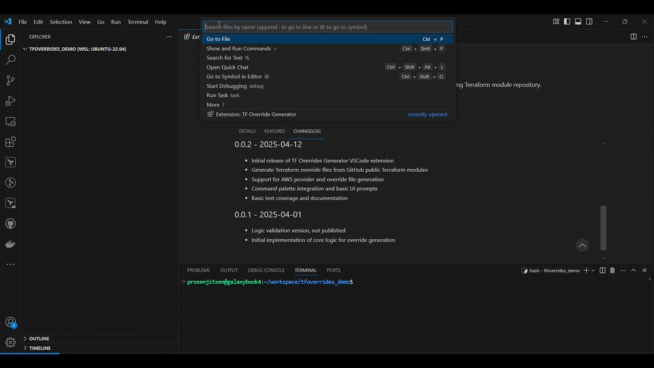 File Edit Selection View Go Run Terminal Help
Search files by name (append : to go to line or @ to go to symbol)
Go to File Ctrl + P
Show and Run Commands > Ctrl + Shift + P
Search for Text %
Open Quick Chat Ctrl + Shift + Alt + L
Go to Symbol in Editor @ Ctrl + Shift + O
Start Debugging debug
Run Task task
More ?
Extension: TF Override Generator recently opened
EXPLORER
TFOVERRIDES_DEMO [WSL: UBUNTU-22.04]
Ext
ng Terraform module repository.
DETAILS FEATURES CHANGELOG
0.0.2 - 2025-04-12
• Initial release of TF Overrides Generator VSCode extension
• Generate Terraform override files from GitHub public Terraform modules
• Support for AWS provider and override file generation
• Command palette integration and basic UI prompts
• Basic test coverage and documentation
0.0.1 - 2025-04-01
• Logic validation version, not published
• Initial implementation of core logic for override generation
PROBLEMS OUTPUT DEBUG CONSOLE TERMINAL PORTS
bash - tfoverrides_demo
prosenjitsen@galaxybook4:~/workspace/tfoverrides_demo$
OUTLINE
TIMELINE